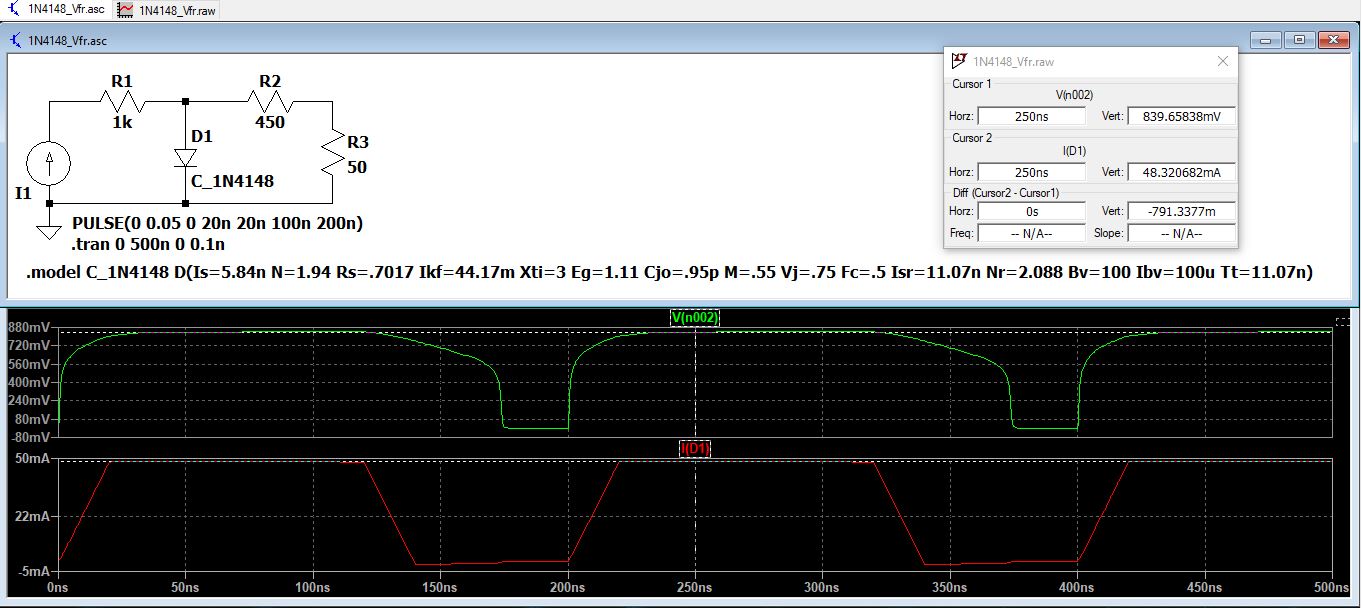 1N4148_Vfr.asc 1N4148_Vfr.raw
1N4148_Vfr.asc
R1
1k
R2
450
D1
C_1N4148
R3
50
I1
PULSE(0 0.05 0 20n 20n 100n 200n)
.tran 0 500n 0 0.1n
.model C_1N4148 D(Is=5.84n N=1.94 Rs=.7017 Ikf=44.17m Xti=3 Eg=1.11 Cjo=.95p M=.55 Vj=.75 Fc=.5 Isr=11.07n Nr=2.088 Bv=100 Ibv=100u Tt=11.07n)
1N4148_Vfr.raw
Cursor 1
V(n002)
Horz: 250ns Vert: 839.65838mV
Cursor 2
I(D1)
Horz: 250ns Vert: 48.320682mA
Diff (Cursor2 - Cursor1)
Horz: 0s Vert: -791.3377m
Freq: -- N/A-- Slope: -- N/A--
V(n002)
880mV
720mV
560mV
400mV
240mV
80mV
-80mV
I(D1)
50mA
22mA
-5mA
0ns 50ns 100ns 150ns 200ns 250ns 300ns 350ns 400ns 450ns 500ns